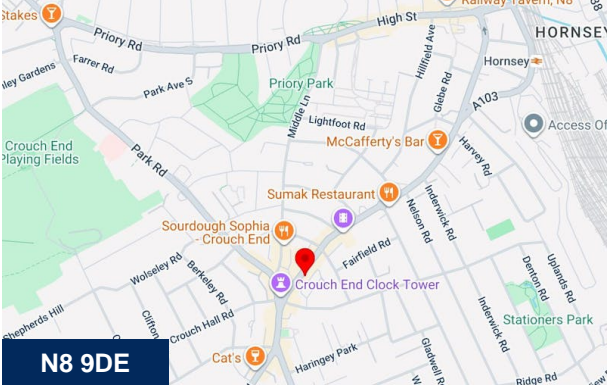 Stakes
Railway Tavern, N8
High St
Priory Rd
Priory Rd
HORNSEY
Hillfield Ave
Farrer Rd
Hornsey
Park Ave S
Priory Park
Glebe Rd
A103
Middle Ln
Lightfoot Rd
Access Of
McCafferty's Bar
Crouch End
Playing Fields
Park Rd
Harvey Rd
Sumak Restaurant
Inderwick Rd
Nelson Rd
Sourdough Sophia
- Crouch End
Fairfield Rd
Wolseley Rd
Uplands Rd
Denton Rd
Berkeley Rd
Crouch End Clock Tower
Shepherds Hill
Inderwick Rd
Stationers Park
Crouch Hall Rd
Gladwell R
Cat's
Haringey Park
Ridge Rd
N8 9DE